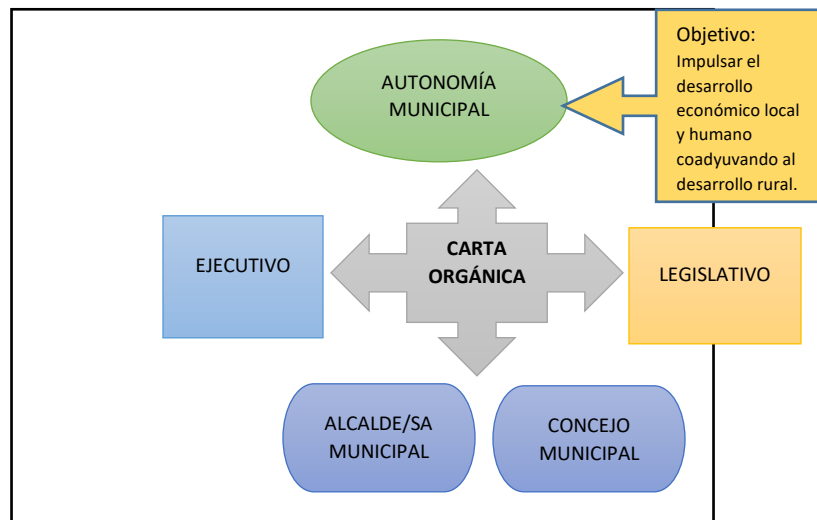 Objetivo:
Impulsar el
desarrollo
económico local
y humano
coadyuvando al
desarrollo rural.
AUTONOMÍA
MUNICIPAL
EJECUTIVO
CARTA
ORGÁNICA
LEGISLATIVO
ALCALDE/SA
MUNICIPAL
CONCEJO
MUNICIPAL